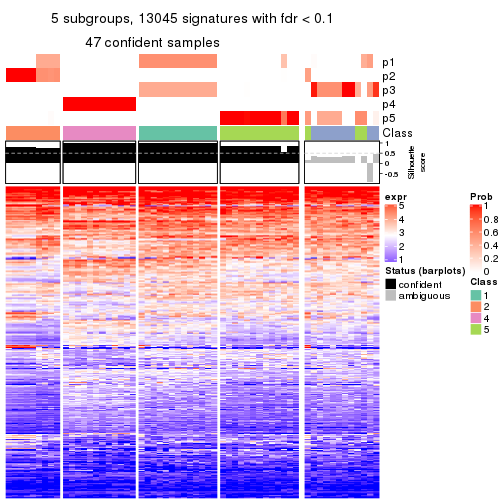 5 subgroups, 13045 signatures with fdr < 0.1
47 confident samples
p1
p2
p3
p4
p5
Class
1
0.5
0
-0.5
Silhouette
score
expr
5
4
3
2
1
Status (barplots)
confident
ambiguous
Prob
1
0.8
0.6
0.4
0.2
0
Class
1
2
4
5